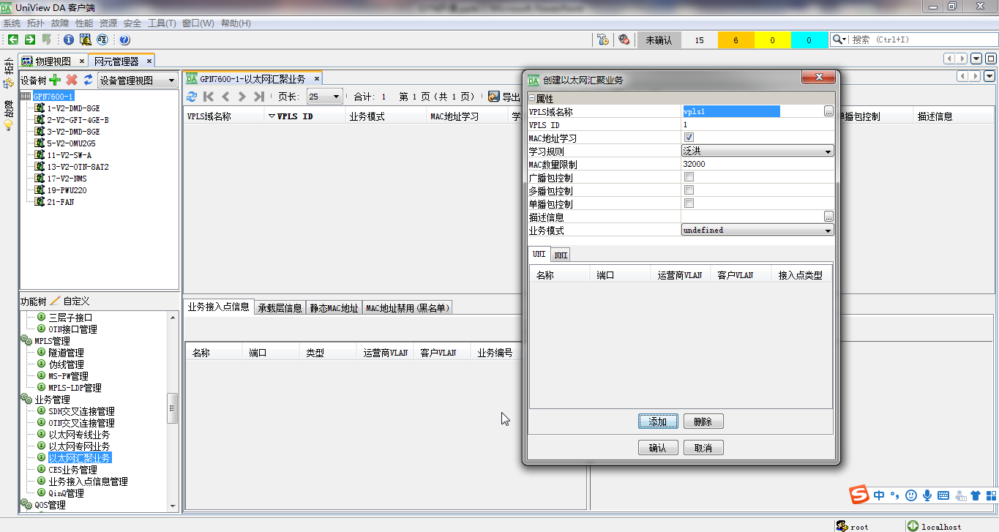 UniView DA 客户端
系统 拓扑 故障 性能 资源 安全 工具(T) 窗口(W) 帮助(H)
未确认 15 6 0 0 搜索 (Ctrl+I)
拓扑
故障
物理视图 × 网元管理器 ×
设备树 设备管理视图
GPN7600-1
1-V2-DMD-8GE
2-V2-GFT-4GE-B
3-V2-DMD-8GE
5-V2-OMU2G5
11-V2-SW-A
13-V2-OTN-8AT2
17-V2-NMS
19-PWU220
21-FAN
功能树 自定义
三层子接口
OTN接口管理
MPLS管理
隧道管理
伪线管理
MS-PW管理
MPLS-LDP管理
业务管理
SDH交叉连接管理
OTN交叉连接管理
以太网专线业务
以太网专网业务
以太网汇聚业务
CES业务管理
业务接入点信息管理
QinQ管理
QOS管理
DA GPN7600-1-以太网汇聚业务 ×
页长: 25 合计: 1 第 1 页(共 1 页) 导出
VPLS域名称 VPLS ID 业务模式 MAC地址学习 学 单播包控制 描述信息
业务接入点信息 承载层信息 静态MAC地址 MAC地址禁用(黑名单)
名称 端口 类型 运营商VLAN 客户VLAN 业务编号
DA 创建以太网汇聚业务
属性
VPLS域名称 vpls1 ...
VPLS ID 1
MAC地址学习
学习规则 泛洪
MAC数量限制 32000
广播包控制
多播包控制
单播包控制
描述信息 ...
业务模式 undefined
UNI NNI
名称 端口 运营商VLAN 客户VLAN 接入点类型
添加 删除
确认 取消
中
root localhost